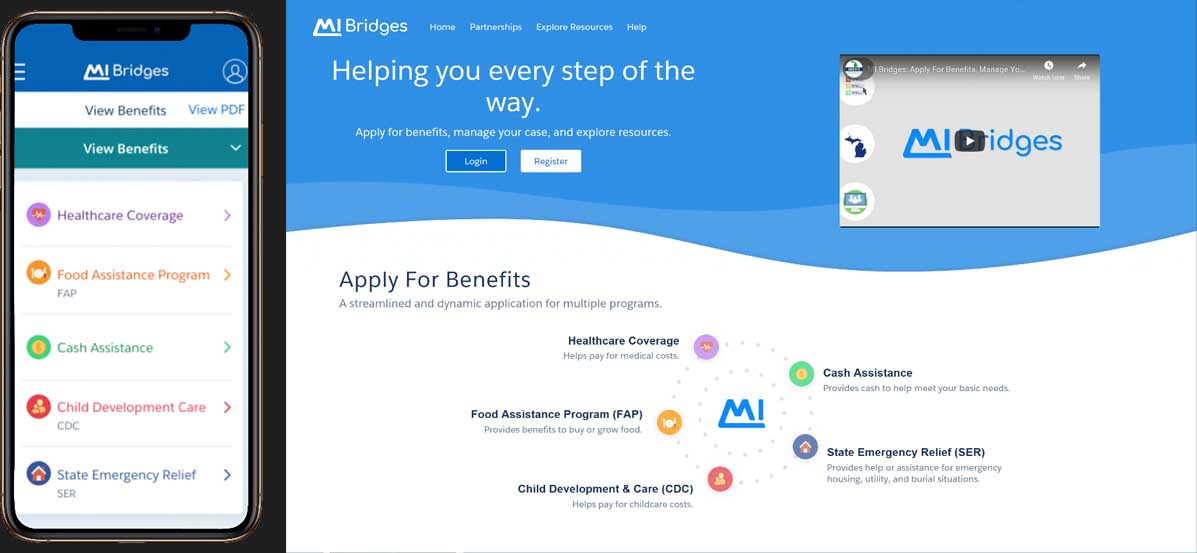 MI Bridges
View Benefits
View PDF
View Benefits
Healthcare Coverage
Food Assistance Program
FAP
Cash Assistance
Child Development Care
CDC
State Emergency Relief
SER
MI Bridges
Home
Partnerships
Explore Resources
Help
Helping you every step of the
way.
Apply for benefits, manage your case, and explore resources.
Login
Register
MI Bridges: Apply For Benefits, Manage Yo...
Watch later
Share
MI Bridges
Apply For Benefits
A streamlined and dynamic application for multiple programs.
Healthcare Coverage
Helps pay for medical costs.
Cash Assistance
Provides cash to help meet your basic needs.
MI
Food Assistance Program (FAP)
Provides benefits to buy or grow food.
State Emergency Relief (SER)
Provides help or assistance for emergency
housing, utility, and burial situations.
Child Development & Care (CDC)
Helps pay for childcare costs.